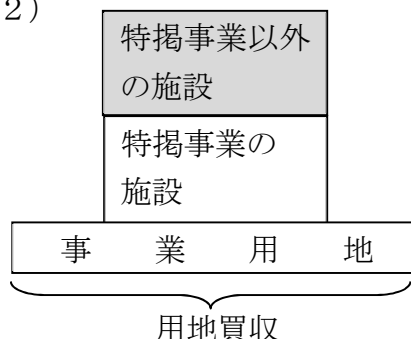 2)
特掲事業以外
の施設
特掲事業の
施設
事業用地
用地買収